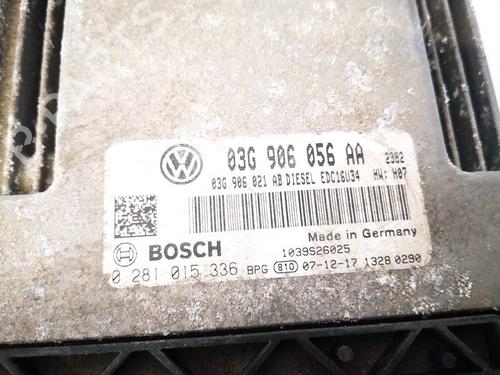 03G 906 056 AA 2382
03G 906 021 AB DIESEL EDC16U34 HW: H07
Made in Germany
BOSCH
1039S26025
0 281 015 336 BPG 810 07-12-17 1328 0290